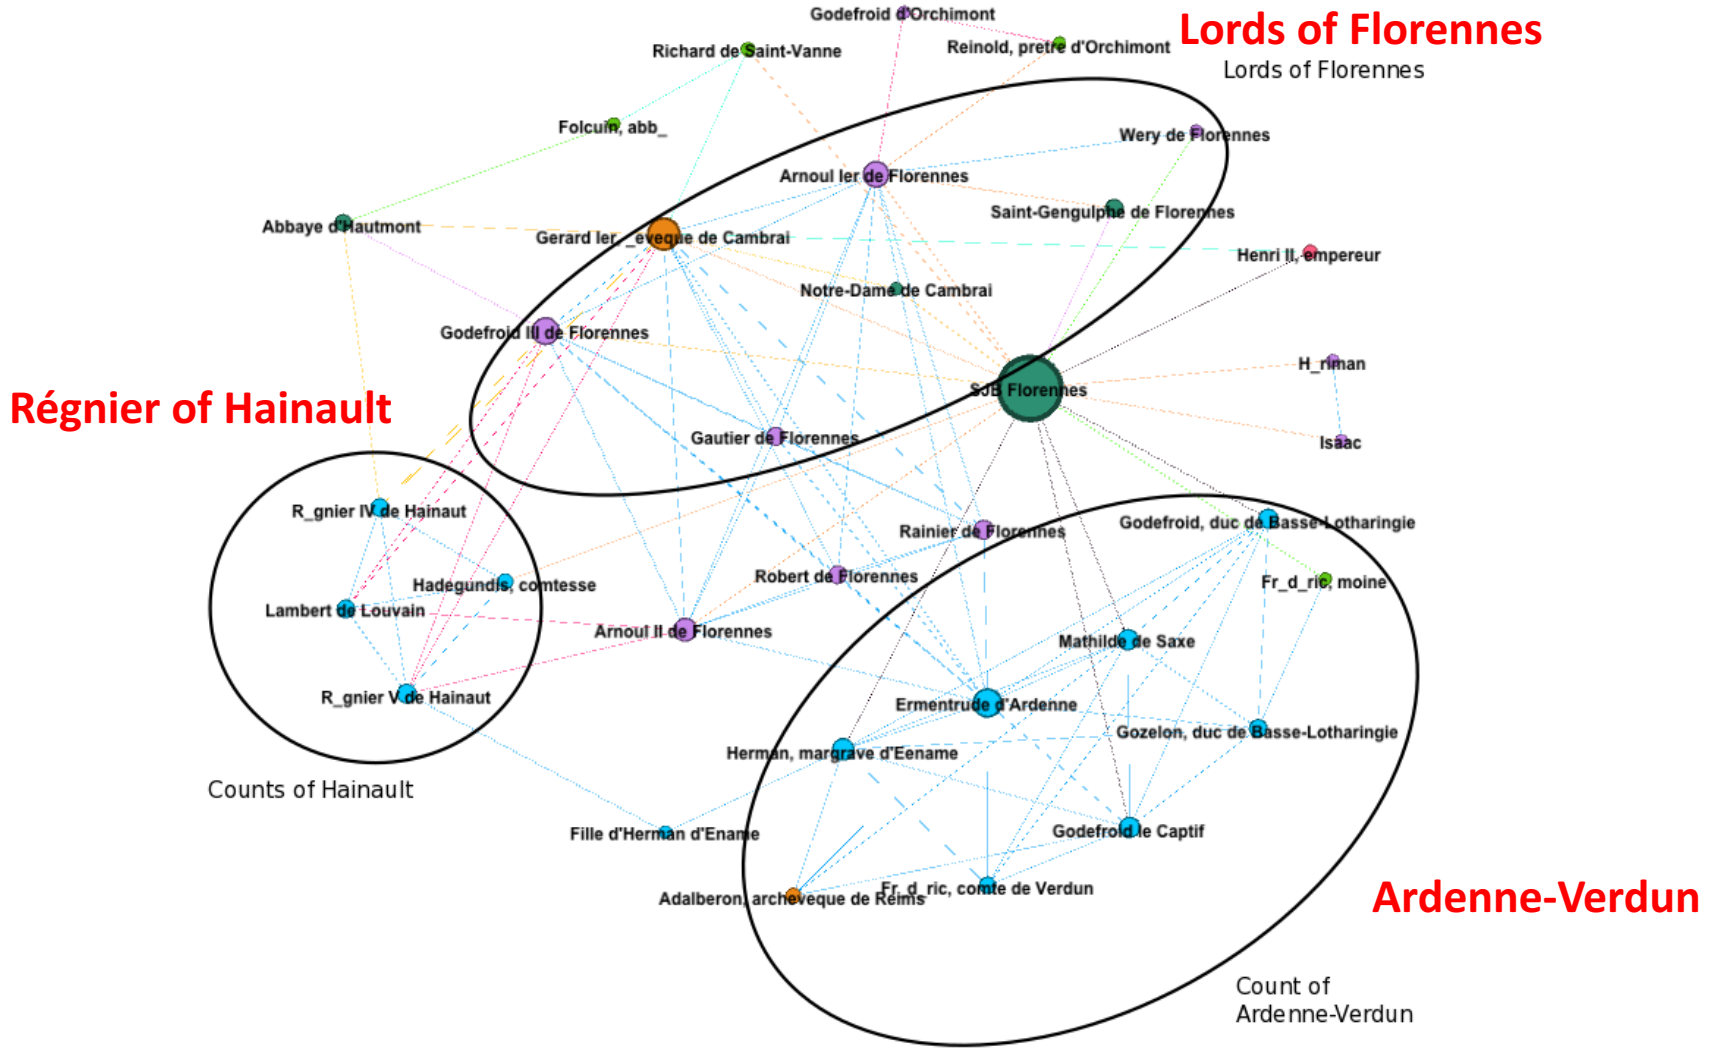 Godefroid d'Orchimont
Lords of Florennes
Richard de Saint-Vanne
Reinold, pretre d'Orchimont
Lords of Florennes
Folcuin, abb_
Wery de Florennes
Arnoul Ier de Florennes
Saint-Gengulphe de Florennes
Abbaye d'Hautmont
Gerard Ier, _eveque de Cambrai
Henri II, empereur
Notre-Dame de Cambrai
Godefroid III de Florennes
H_riman
SJB Florennes
Régnier of Hainault
Gautier de Florennes
Isaac
R_gnier IV de Hainaut
Godefroid, duc de Basse-Lotharingie
Rainier de Florennes
Robert de Florennes
Fr_d_ric, moine
Hadegundis, comtesse
Lambert de Louvain
Arnoul II de Florennes
Mathilde de Saxe
R_gnier V de Hainaut
Ermentrude d'Ardenne
Gozelon, duc de Basse-Lotharingie
Herman, margrave d'Eename
Counts of Hainault
Fille d'Herman d'Ename
Godefroid le Captif
Fr_d_ric, comte de Verdun
Adalberon, archeveque de Reims
Ardenne-Verdun
Count of
Ardenne-Verdun